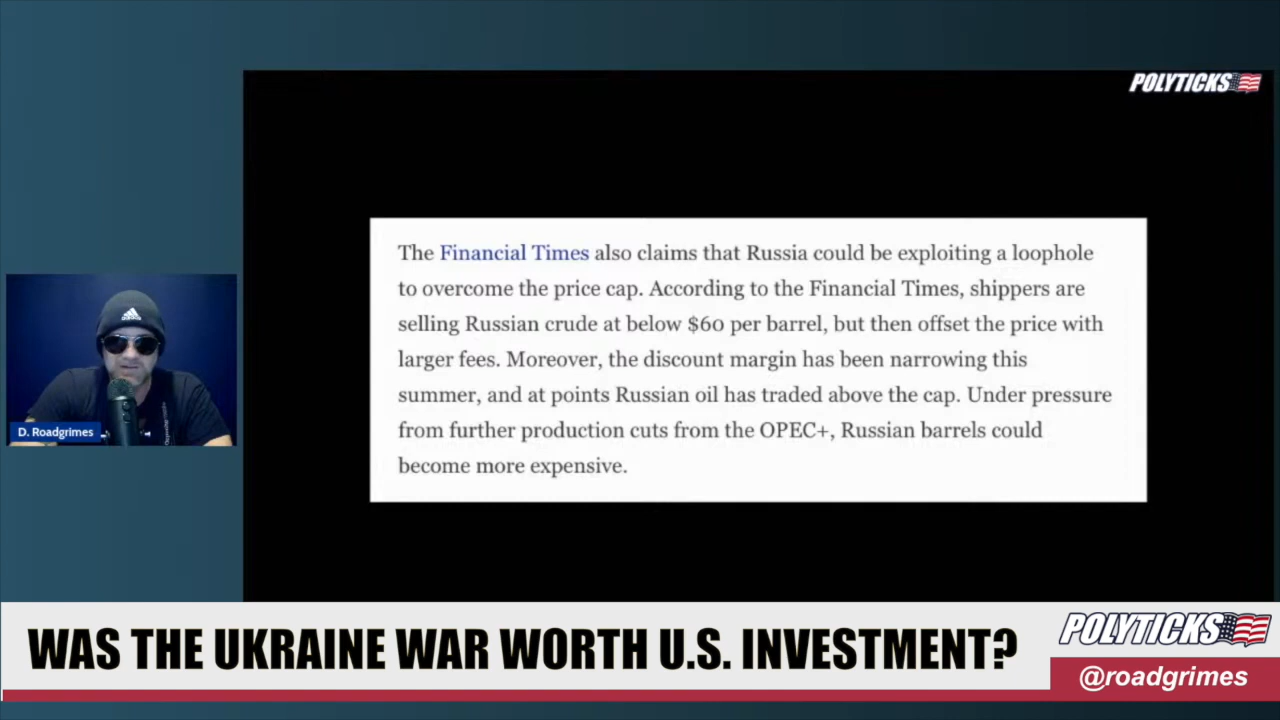 POLYTICKS
The Financial Times also claims that Russia could be exploiting a loophole
to overcome the price cap. According to the Financial Times, shippers are
selling Russian crude at below $60 per barrel, but then offset the price with
larger fees. Moreover, the discount margin has been narrowing this
summer, and at points Russian oil has traded above the cap. Under pressure
from further production cuts from the OPEC+, Russian barrels could
become more expensive.
adidas
D. Roadgrimes
WAS THE UKRAINE WAR WORTH U.S. INVESTMENT?
POLYTICKS
@roadgrimes